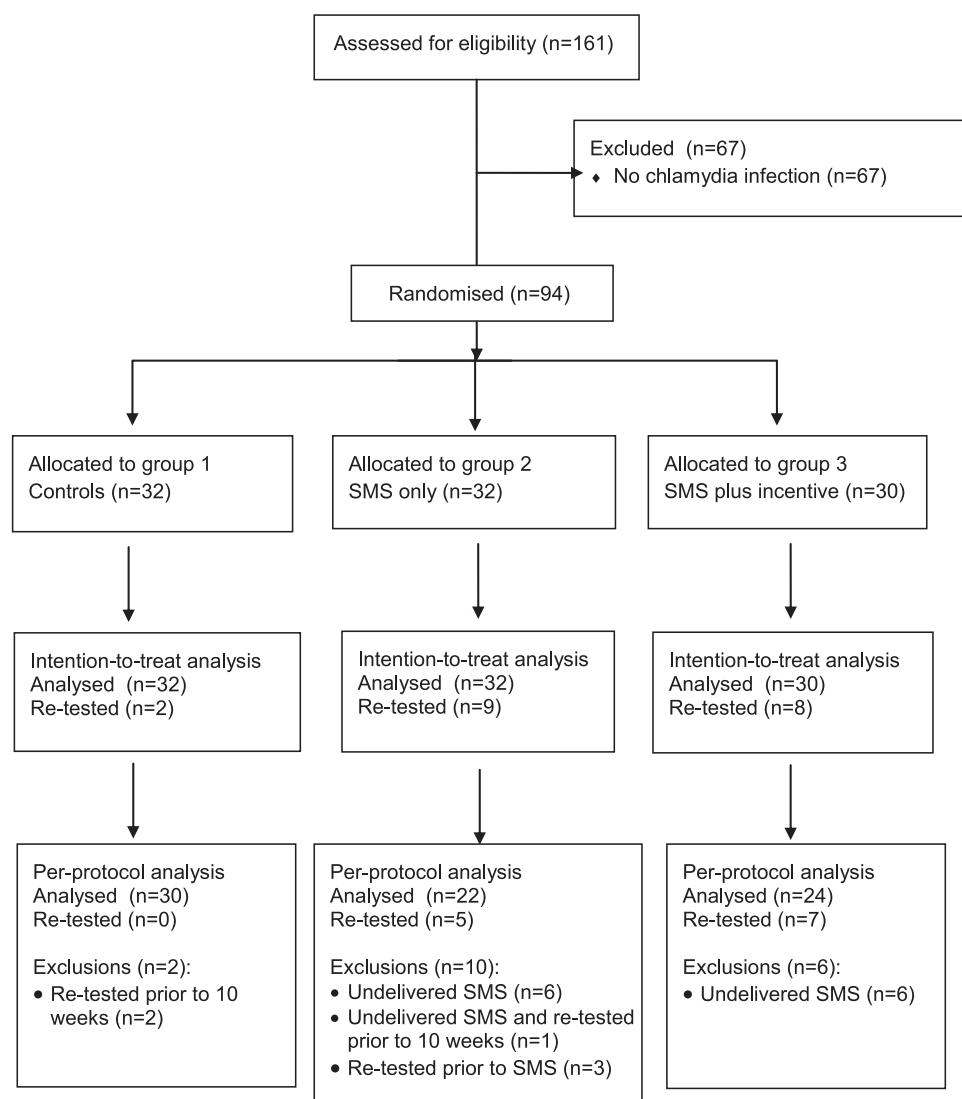 Assessed for eligibility (n=161)
Excluded (n=67)
♦ No chlamydia infection (n=67)
Randomised (n=94)
Allocated to group 1
Controls (n=32)
Allocated to group 2
SMS only (n=32)
Allocated to group 3
SMS plus incentive (n=30)
Intention-to-treat analysis
Analysed (n=32)
Re-tested (n=2)
Intention-to-treat analysis
Analysed (n=32)
Re-tested (n=9)
Intention-to-treat analysis
Analysed (n=30)
Re-tested (n=8)
Per-protocol analysis
Analysed (n=30)
Re-tested (n=0)
Exclusions (n=2):
• Re-tested prior to 10
weeks (n=2)
Per-protocol analysis
Analysed (n=22)
Re-tested (n=5)
Exclusions (n=10):
• Undelivered SMS (n=6)
• Undelivered SMS and re-tested
prior to 10 weeks (n=1)
• Re-tested prior to SMS (n=3)
Per-protocol analysis
Analysed (n=24)
Re-tested (n=7)
Exclusions (n=6):
• Undelivered SMS (n=6)